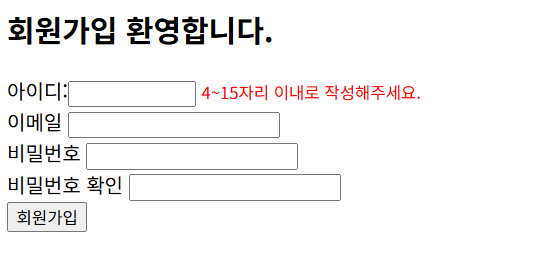 회원가입 환영합니다.
아이디: 4~15자리 이내로 작성해주세요.
이메일
비밀번호
비밀번호 확인
회원가입